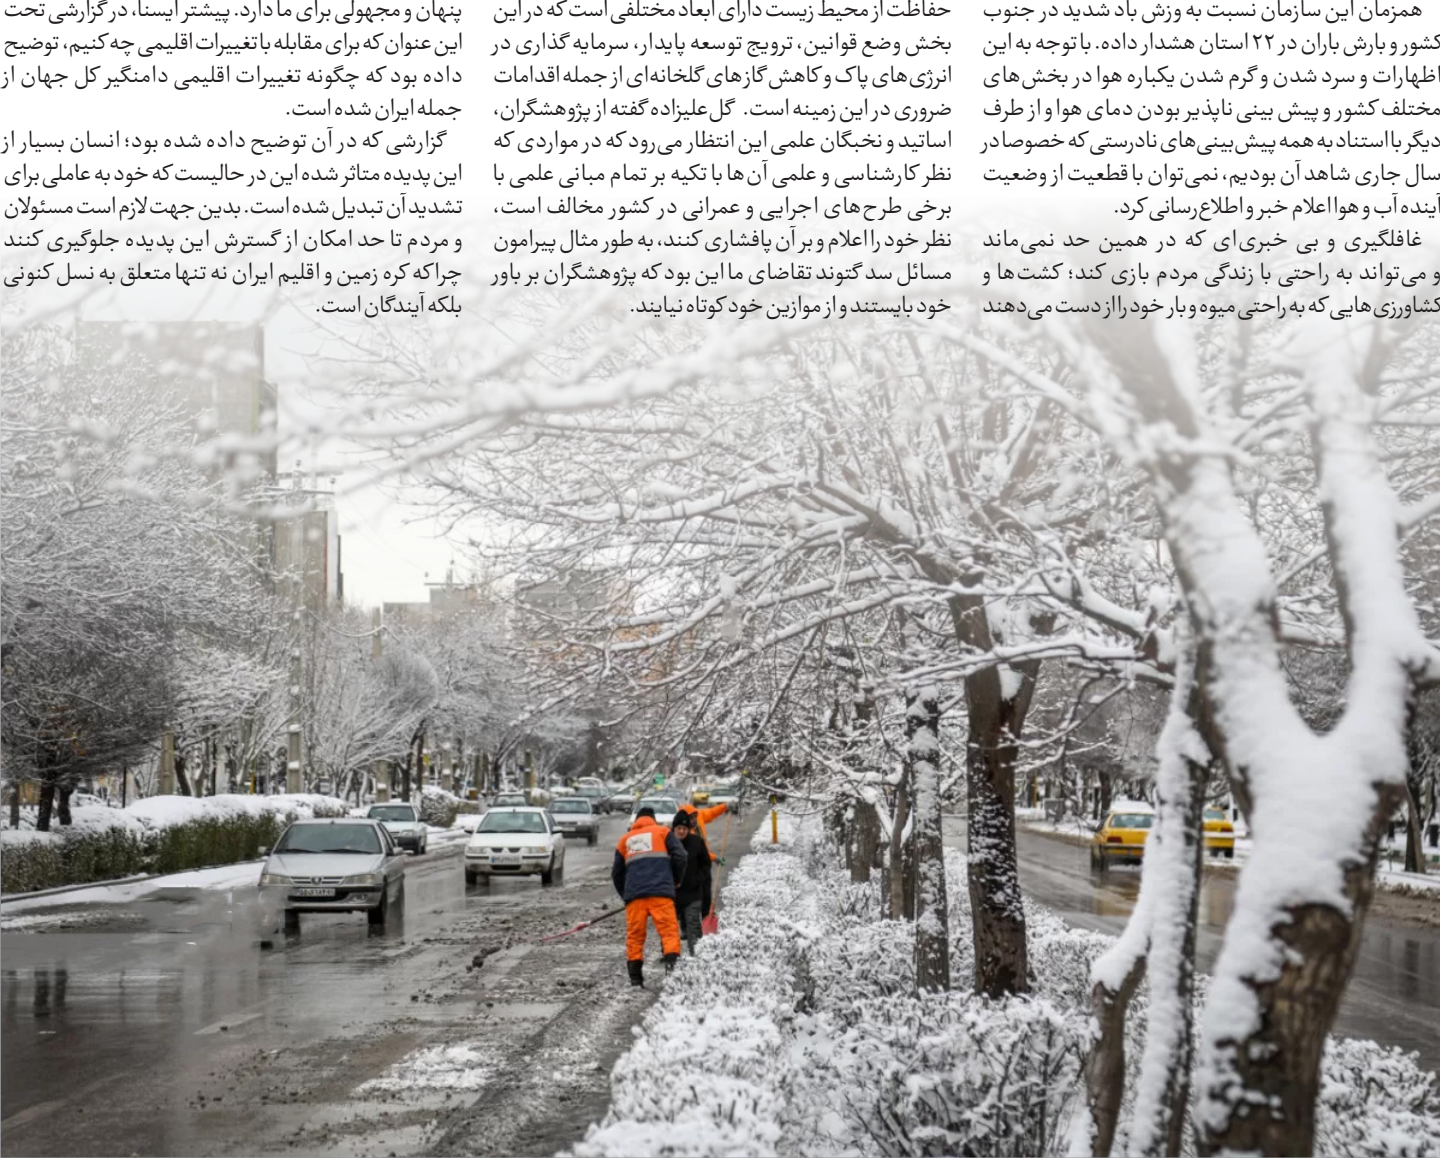 همزمان این سازمان نسبت به وزش باد شدید در جنوب
کشور و بارش باران در ۲۲ استان هشدار داده. با توجه به این
اظهارات و سرد شدن و گرم شدن یکباره هوا در بخش‌های
مختلف کشور و پیش بینی ناپذیر بودن دمای هوا و از طرف
دیگر با استناد به همه پیش‌بینی‌های نادرستی که خصوصا در
سال جاری شاهد آن بودیم، نمی‌توان با قطعیت از وضعیت
آینده آب و هوا اعلام خبر و اطلاع‌رسانی کرد.
غافلگیری و بی خبری‌ای که در همین حد نمی‌ماند
و می‌تواند به راحتی با زندگی مردم بازی کند؛ کشت‌ها و
کشاورزی‌هایی که به راحتی میوه و بار خود را از دست می‌دهند
حفاظت از محیط زیست دارای ابعاد مختلفی است که در این
بخش وضع قوانین، ترویج توسعه پایدار، سرمایه گذاری در
انرژی‌های پاک و کاهش گازهای گلخانه‌ای از جمله اقدامات
ضروری در این زمینه است. گل‌علیزاده گفته از پژوهشگران،
اساتید و نخبگان علمی این انتظار می‌رود که در مواردی که
نظر کارشناسی و علمی آن‌ها با تکیه بر تمام مبانی علمی با
برخی طرح‌های اجرایی و عمرانی در کشور مخالف است،
نظر خود را اعلام و بر آن پافشاری کنند، به طور مثال پیرامون
مسائل سد گتوند تقاضای ما این بود که پژوهشگران بر باور
خود بایستند و از موازین خود کوتاه نیایند.
پنهان و مجهولی برای ما دارد. پیشتر ایسنا، در گزارشی تحت
این عنوان که برای مقابله با تغییرات اقلیمی چه کنیم، توضیح
داده بود که چگونه تغییرات اقلیمی دامنگیر کل جهان از
جمله ایران شده است.
گزارشی که در آن توضیح داده شده بود؛ انسان بسیار از
این پدیده متاثر شده این در حالیست که خود به عاملی برای
تشدید آن تبدیل شده است. بدین جهت لازم است مسئولان
و مردم تا حد امکان از گسترش این پدیده جلوگیری کنند
چراکه کره زمین و اقلیم ایران نه تنها متعلق به نسل کنونی
بلکه آیندگان است.